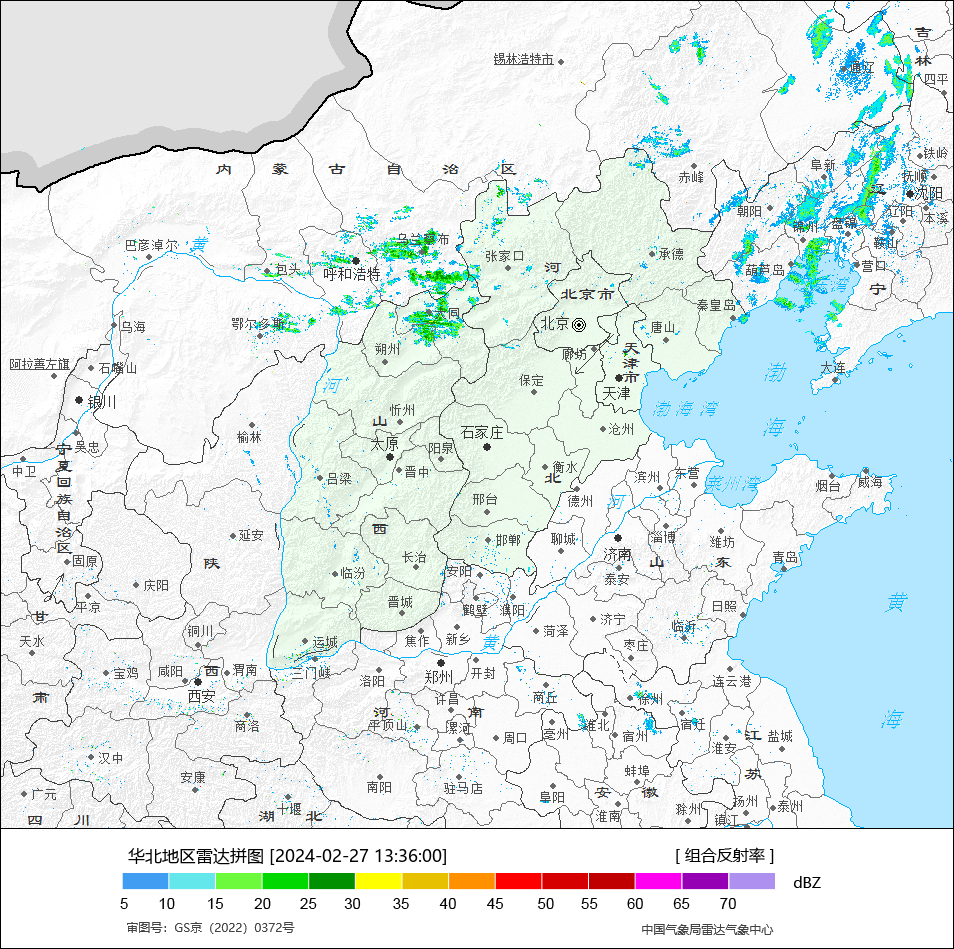 吉
锡林浩特市
林
通辽
四平
铁岭
内 蒙 古 自 治 区
阜新
抚顺
赤峰
辽
沈阳
朝阳
辽阳
本溪
锦州
盘锦
巴彦淖尔
黄
乌兰察布
鞍山
张家口
承德
包头
呼和浩特
河
葫芦岛
营口
北京市
宁
秦皇岛
乌海
鄂尔多斯
大同
北京
唐山
天
津
市
廊坊
朔州
阿拉善左旗
石嘴山
大连
渤
保定
河
天津
银川
忻州
渤海湾
山
沧州
海
榆林
太原
石家庄
吴忠
阳泉
宁
夏
回
族
自
治
区
中卫
晋中
衡水
滨州
东营
吕梁
北
莱州湾
烟台
威海
邢台
德州
河
西
延安
邯郸
聊城
济南
淄博
潍坊
青岛
固原
陕
长治
山 东
临汾
安阳
泰安
庆阳
黄
平凉
晋城
鹤壁
濮阳
日照
甘
济宁
临沂
铜川
新乡
菏泽
天水
运城
焦作
黄
枣庄
宝鸡
咸阳
西
渭南
三门峡
郑州
开封
洛阳
连云港
肃
西安
许昌
商丘
徐州
河 南
海
商洛
平顶山
漯河
亳州
淮北
宿州
宿迁
周口
江
淮安
盐城
汉中
安康
南阳
驻马店
蚌埠
苏
广元
阜阳
安 徽
十堰
扬州
泰州
滁州
四 川
湖 北
淮南
镇江
华北地区雷达拼图 [2024-02-27 13:36:00]
[ 组合反射率 ]
dBZ
5 10 15 20 25 30 35 40 45 50 55 60 65 70
审图号：GS京（2022）0372号
中国气象局雷达气象中心